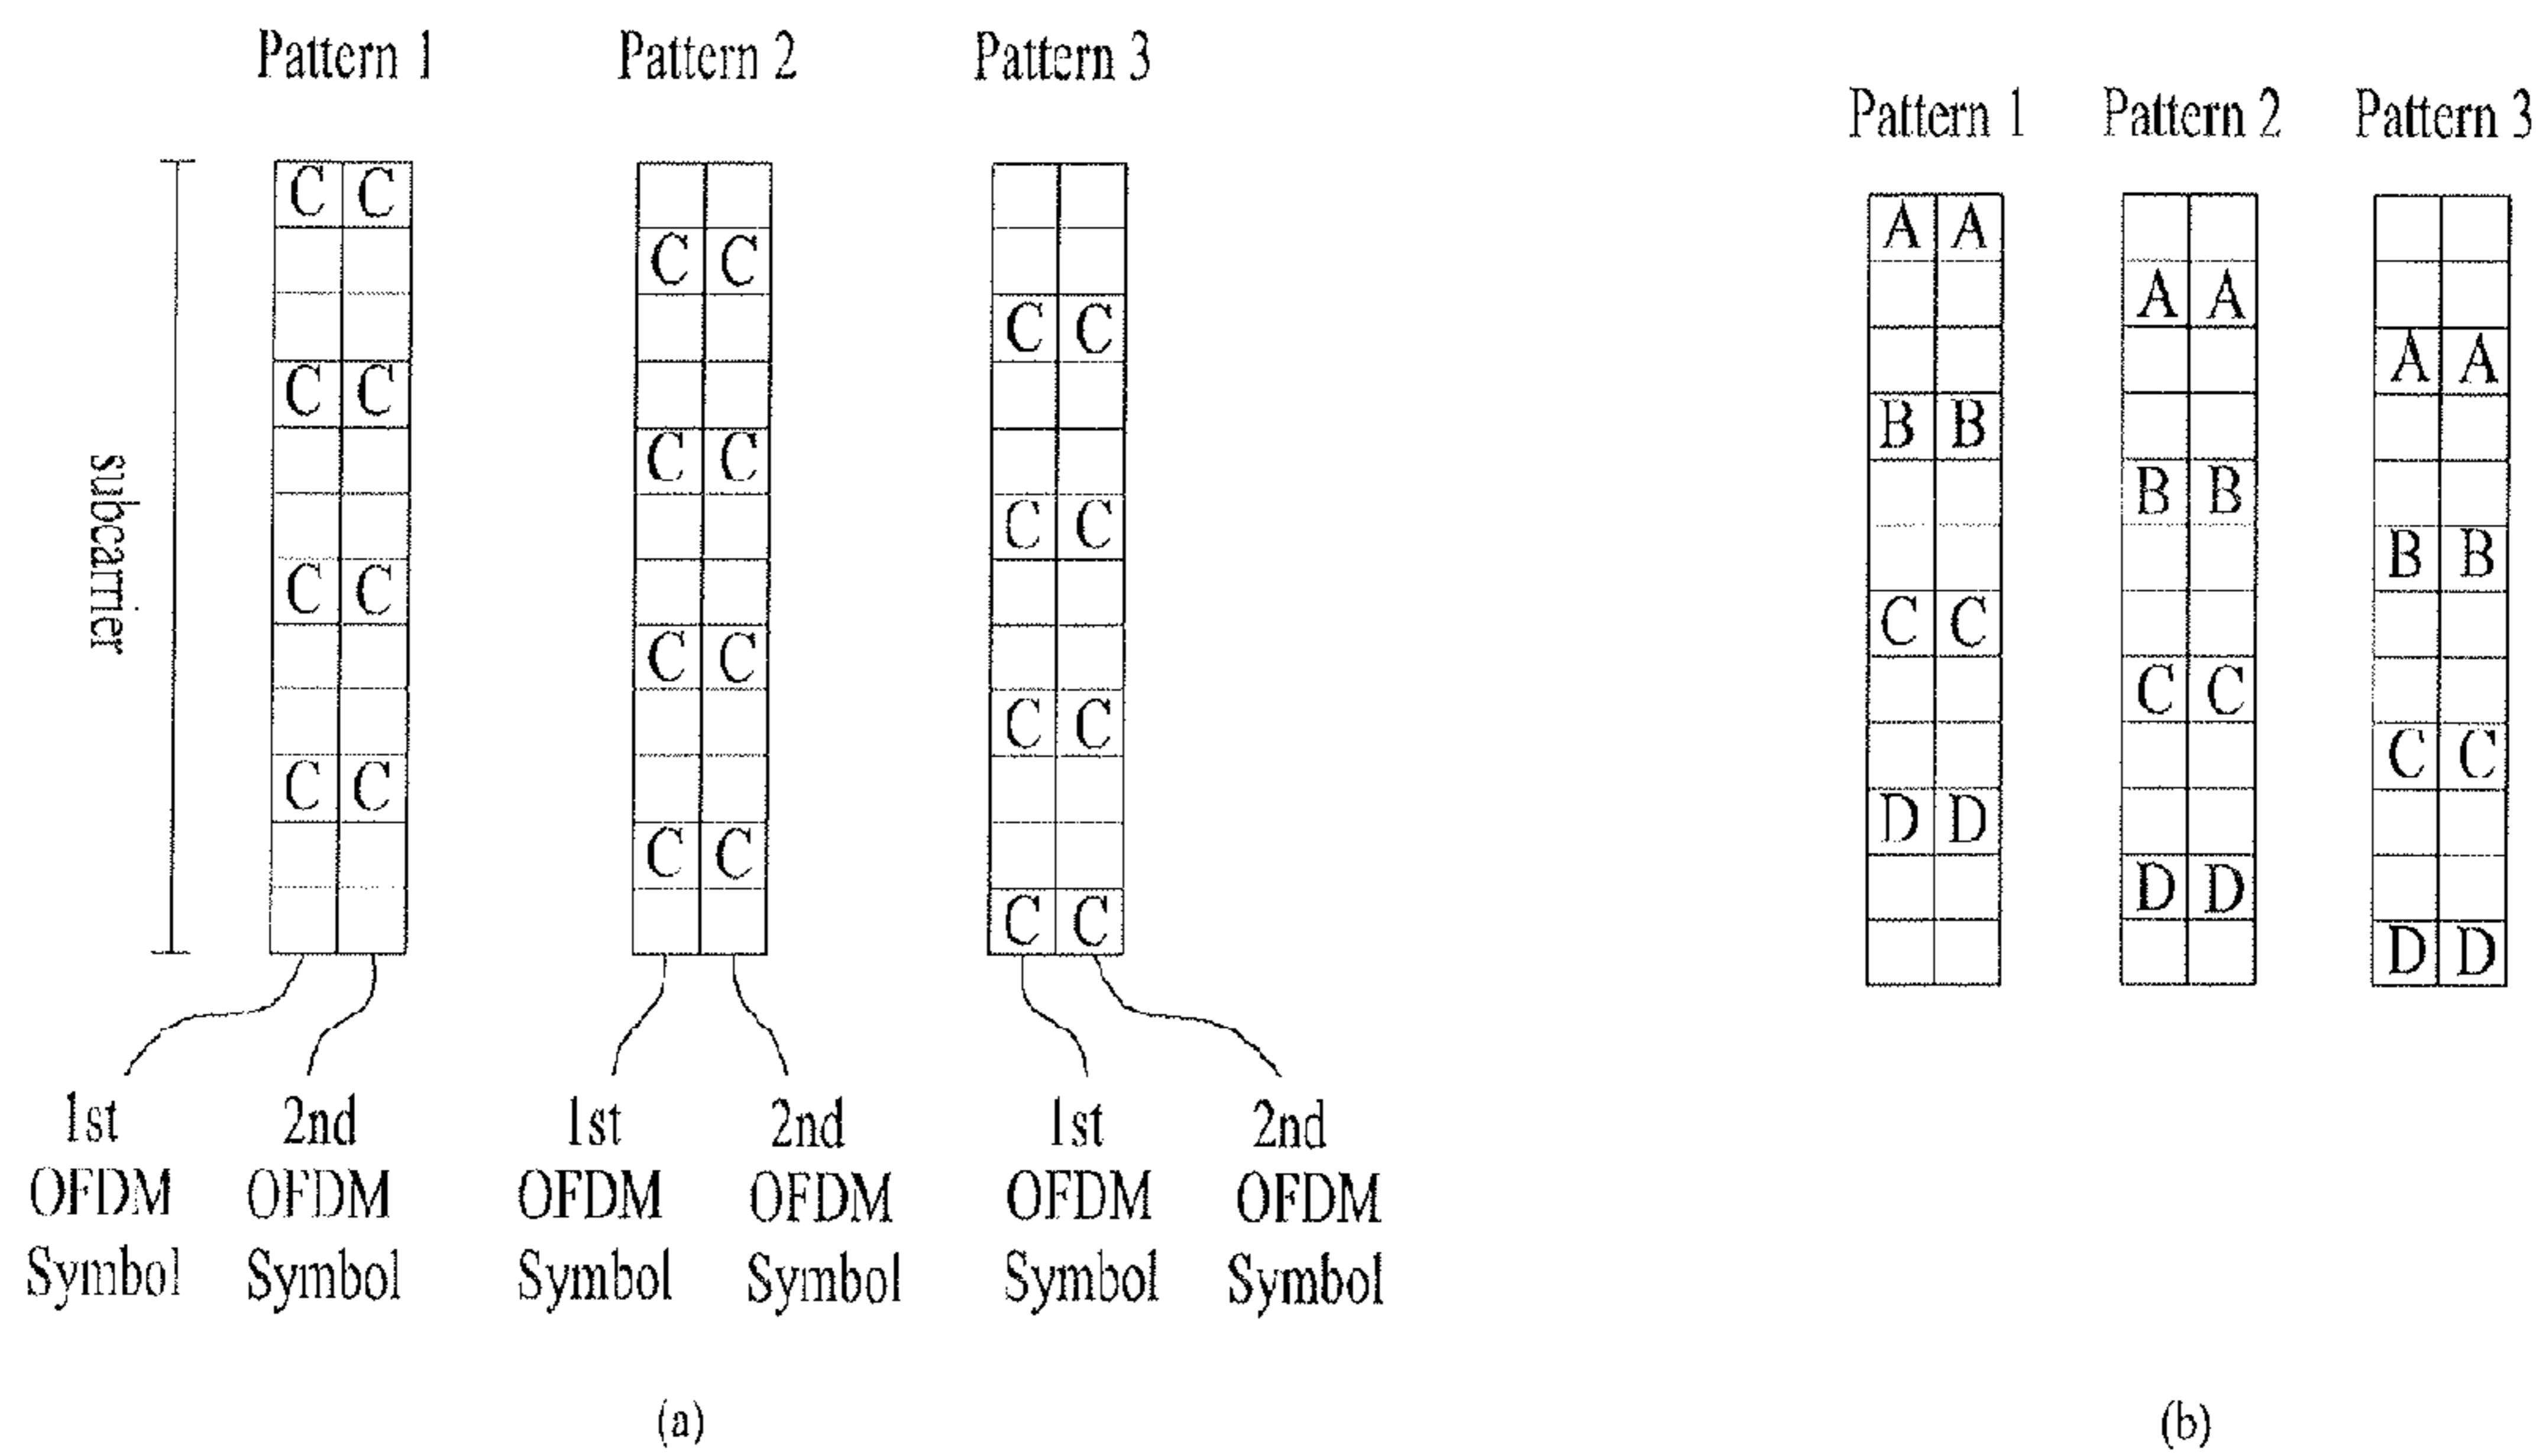 Pattern 1 Pattern 2 Pattern 3
C C
C C
C C
C C
C C
C C
C C
C C
C C
C C
C C
C C
subcarrier
1st 2nd 1st 2nd 1st 2nd
OFDM OFDM OFDM OFDM OFDM OFDM
Symbol Symbol Symbol Symbol Symbol Symbol
(a)
Pattern 1 Pattern 2 Pattern 3
A A
A A
A A
B B
B B
B B
C C
C C
C C
D D
D D
D D
(b)